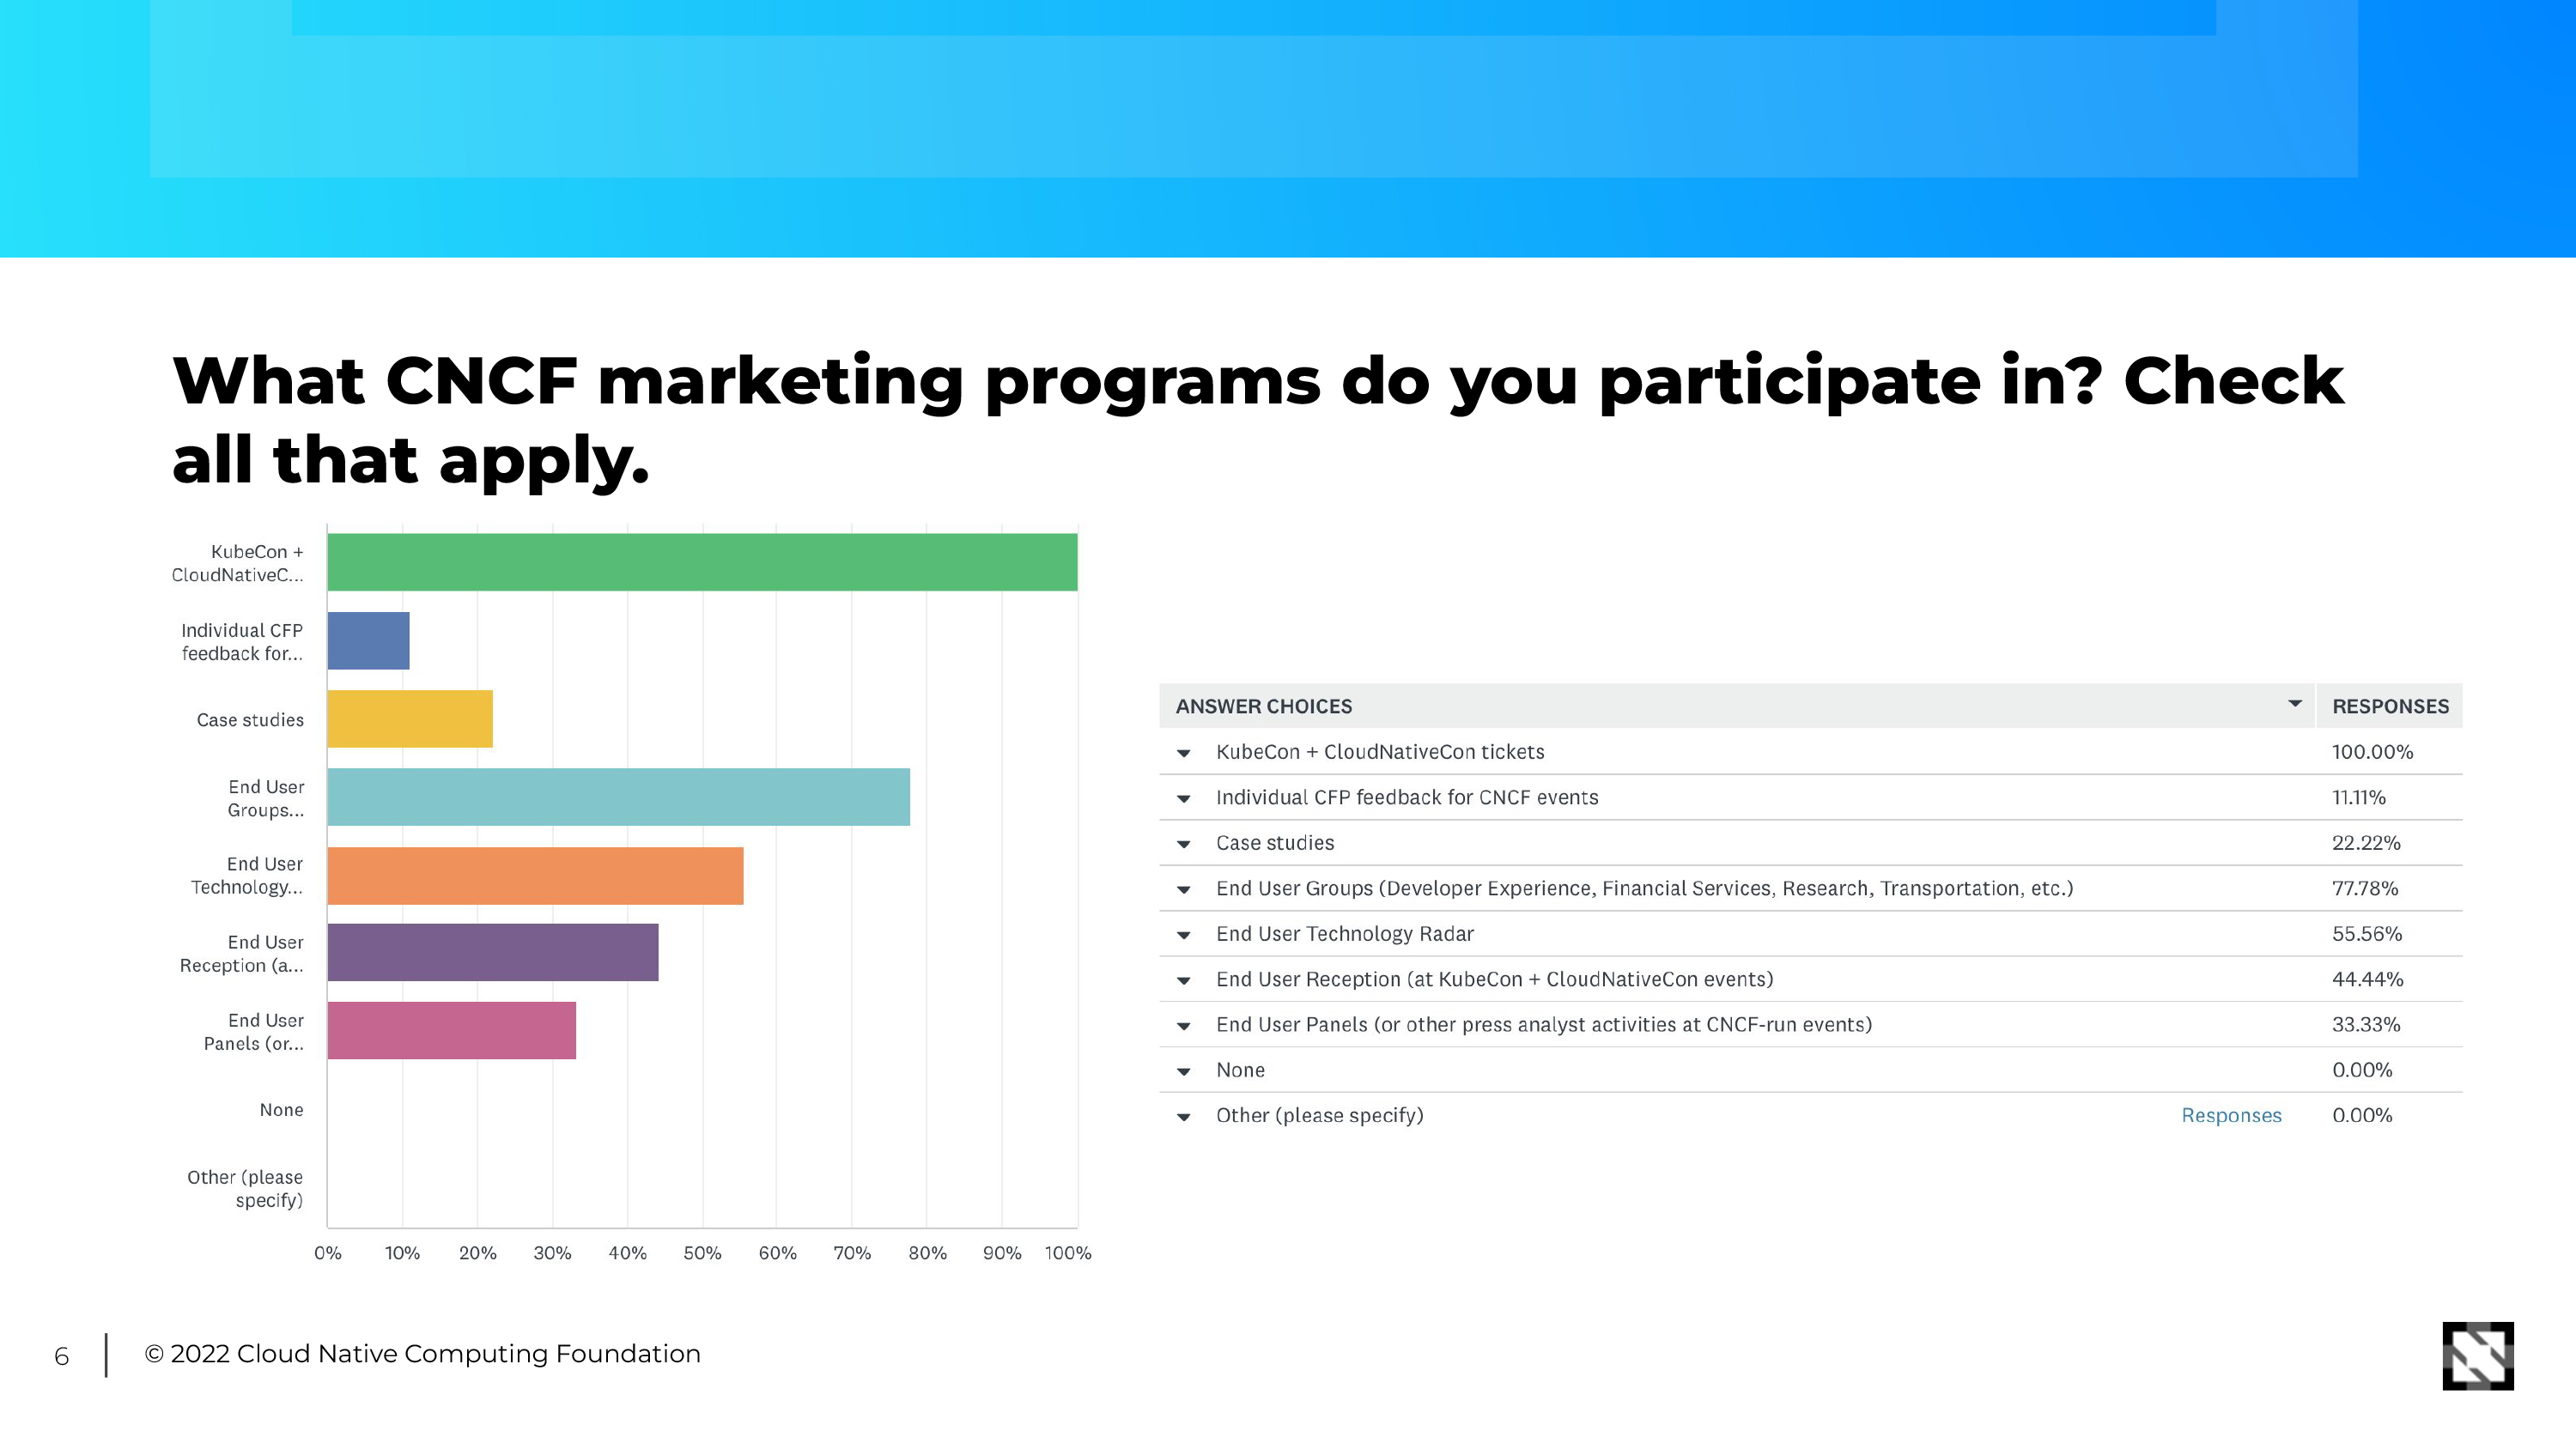 What CNCF marketing programs do you participate in? Check
all that apply.
KubeCon +
CloudNativeC...
Individual CFP
feedback for...
Case studies
End User
Groups...
End User
Technology...
End User
Reception (a...
End User
Panels (or...
None
Other (please
specify)
0% 10% 20% 30% 40% 50% 60% 70% 80% 90% 100%
ANSWER CHOICES RESPONSES
KubeCon + CloudNativeCon tickets 100.00%
Individual CFP feedback for CNCF events 11.11%
Case studies 22.22%
End User Groups (Developer Experience, Financial Services, Research, Transportation, etc.) 77.78%
End User Technology Radar 55.56%
End User Reception (at KubeCon + CloudNativeCon events) 44.44%
End User Panels (or other press analyst activities at CNCF-run events) 33.33%
None 0.00%
Other (please specify) Responses 0.00%
6 © 2022 Cloud Native Computing Foundation